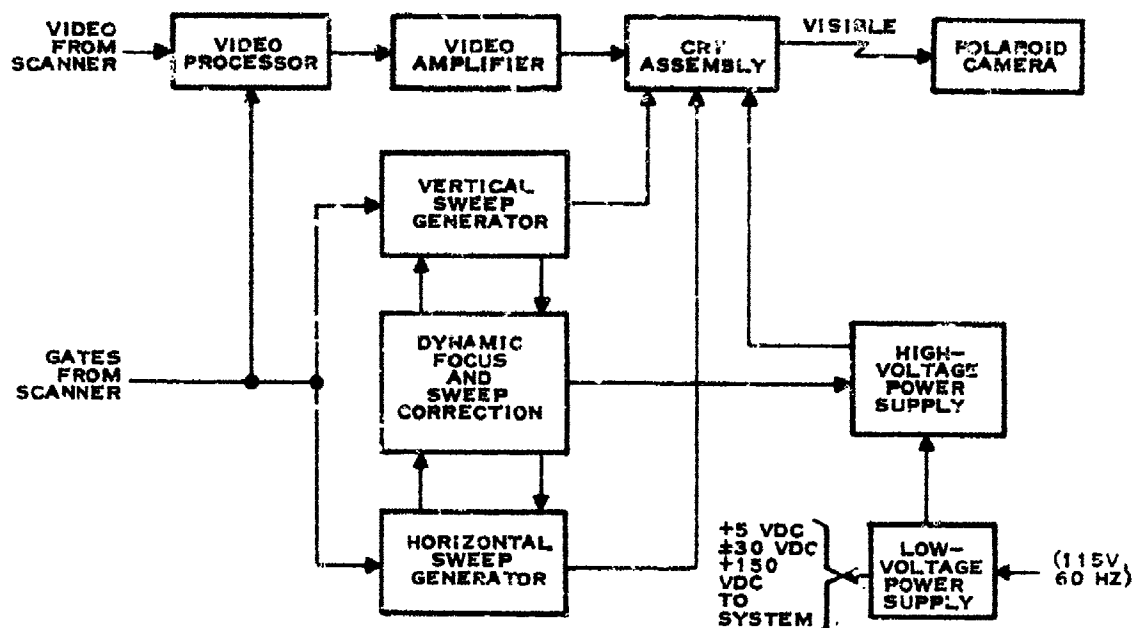 VIDEO
FROM
SCANNER
VIDEO
PROCESSOR
VIDEO
AMPLIFIER
CRT
ASSEMBLY
VISIBLE
POLAROID
CAMERA
VERTICAL
SWEEP
GENERATOR
GATES
FROM
SCANNER
DYNAMIC
FOCUS
AND
SWEEP
CORRECTION
HIGH-
VOLTAGE
POWER
SUPPLY
HORIZONTAL
SWEEP
GENERATOR
+5 VDC
±30 VDC
+150
VDC
TO
SYSTEM
LOW-
VOLTAGE
POWER
SUPPLY
(115V,
60 HZ)